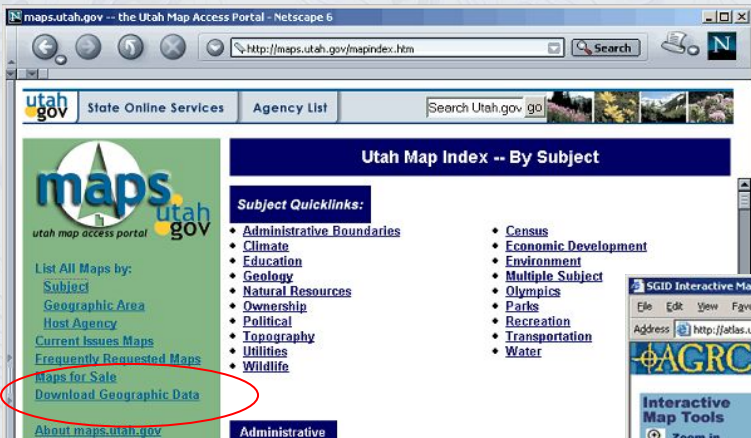 maps.utah.gov -- the Utah Map Access Portal - Netscape 6
http://maps.utah.gov/mapindex.htm
Search
N
utah gov
State Online Services
Agency List
Search Utah.gov go
maps.utah gov
utah map access portal
List All Maps by:
Subject
Geographic Area
Host Agency
Current Issues Maps
Frequently Requested Maps
Maps for Sale
Download Geographic Data
About maps.utah.gov
Utah Map Index -- By Subject
Subject Quicklinks:
Administrative Boundaries
Climate
Education
Geology
Natural Resources
Ownership
Political
Topography
Utilities
Wildlife
Census
Economic Development
Environment
Multiple Subject
Olympics
Parks
Recreation
Transportation
Water
Administrative
SGID Interactive Ma
File Edit View Favo
Address http://atlas.u
AGRC
Interactive
Map Tools
Zoom in